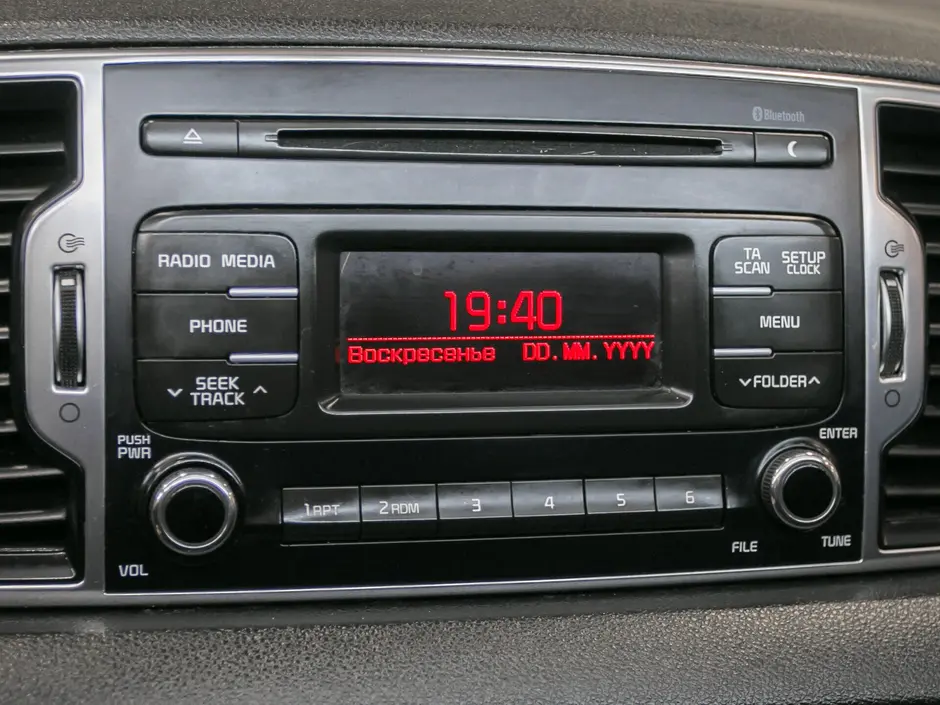 Bluetooth
RADIO MEDIA
PHONE
SEEK
TRACK
19:40
Воскресенье DD.MM.YYYY
TA
SCAN
SETUP
CLOCK
MENU
FOLDER
PUSH
PWR
VOL
1 RPT 2 RDM 3 4 5 6
ENTER
FILE
TUNE